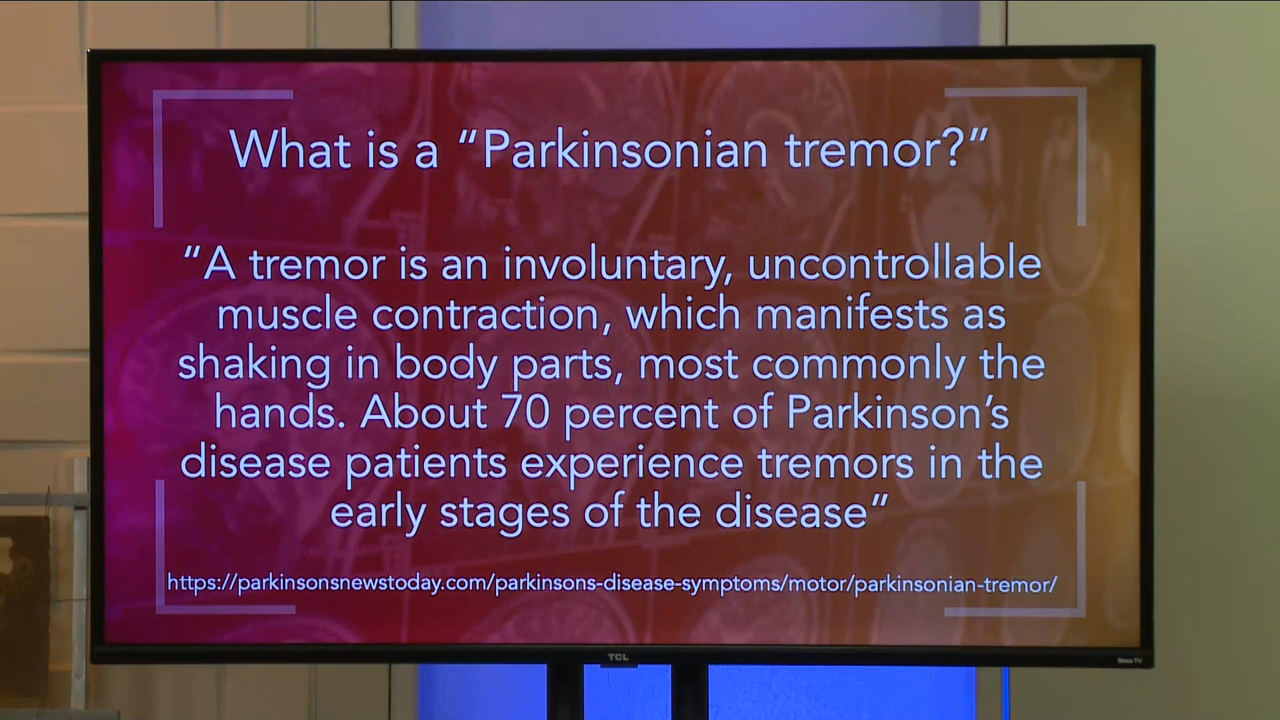 What is a “Parkinsonian tremor?”
“A tremor is an involuntary, uncontrollable
muscle contraction, which manifests as
shaking in body parts, most commonly the
hands. About 70 percent of Parkinson’s
disease patients experience tremors in the
early stages of the disease”
https://parkinsonsnewstoday.com/parkinsons-disease-symptoms/motor/parkinsonian-tremor/
TCL
Roku TV